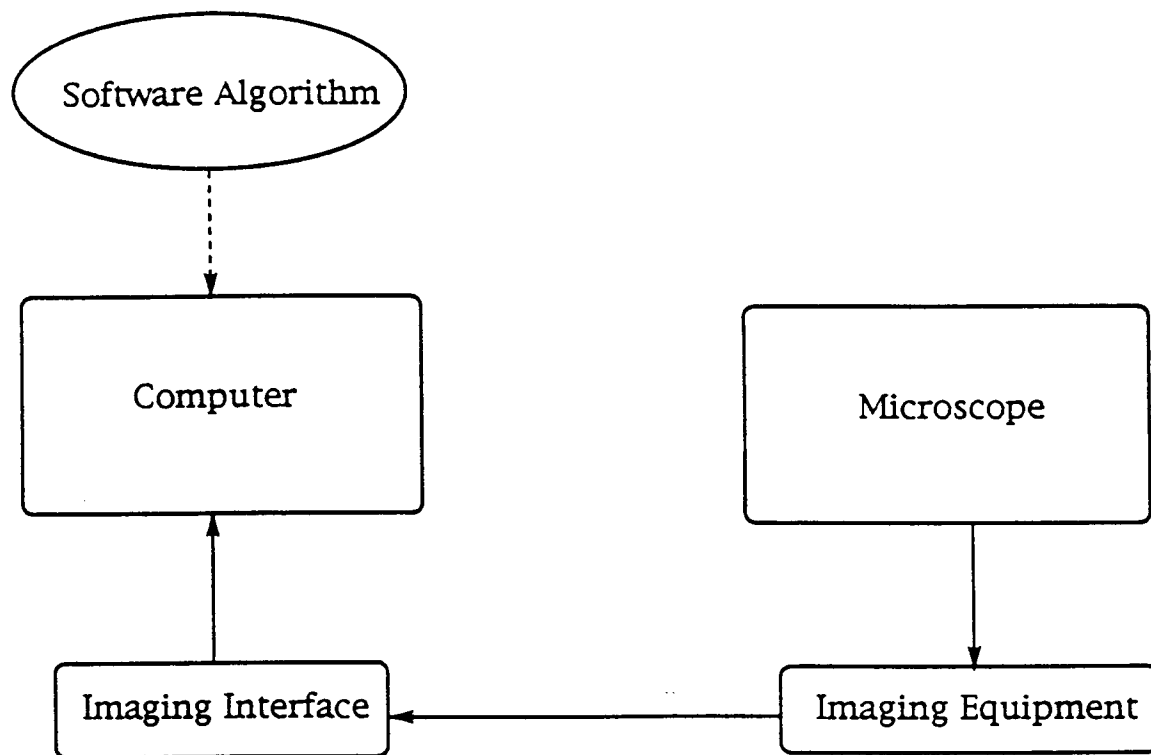 Software Algorithm
Computer
Microscope
Imaging Interface
Imaging Equipment